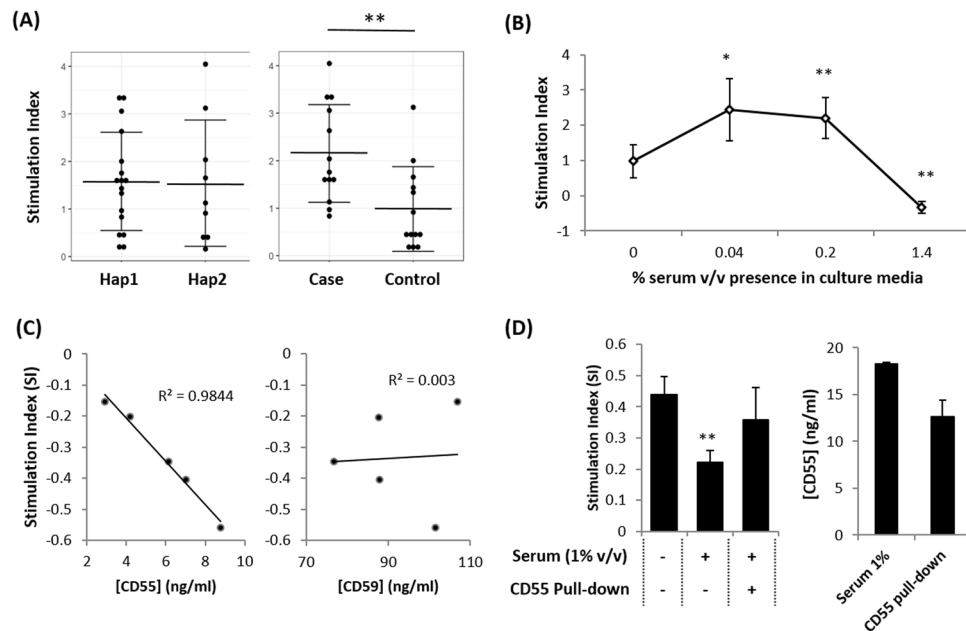 (A)
**
Stimulation Index
4
3
2
1
0
Hap1 Hap2
4
3
2
1
0
Case Control
(B)
Stimulation Index
4
3
2
1
0
-1
*
**
**
0 0.04 0.2 1.4
% serum v/v presence in culture media
(C)
Stimulation Index (SI)
0
-0.1
-0.2
-0.3
-0.4
-0.5
-0.6
R² = 0.9844
2 4 6 8 10
[CD55] (ng/ml)
0
-0.1
-0.2
-0.3
-0.4
-0.5
-0.6
R² = 0.003
70 90 110
[CD59] (ng/ml)
(D)
Stimulation Index (SI)
0.6
0.5
0.4
0.3
0.2
0.1
0
**
Serum (1% v/v) - + +
CD55 Pull-down - - +
[CD55] (ng/ml)
20
15
10
5
0
Serum 1%
CD55 pull-down